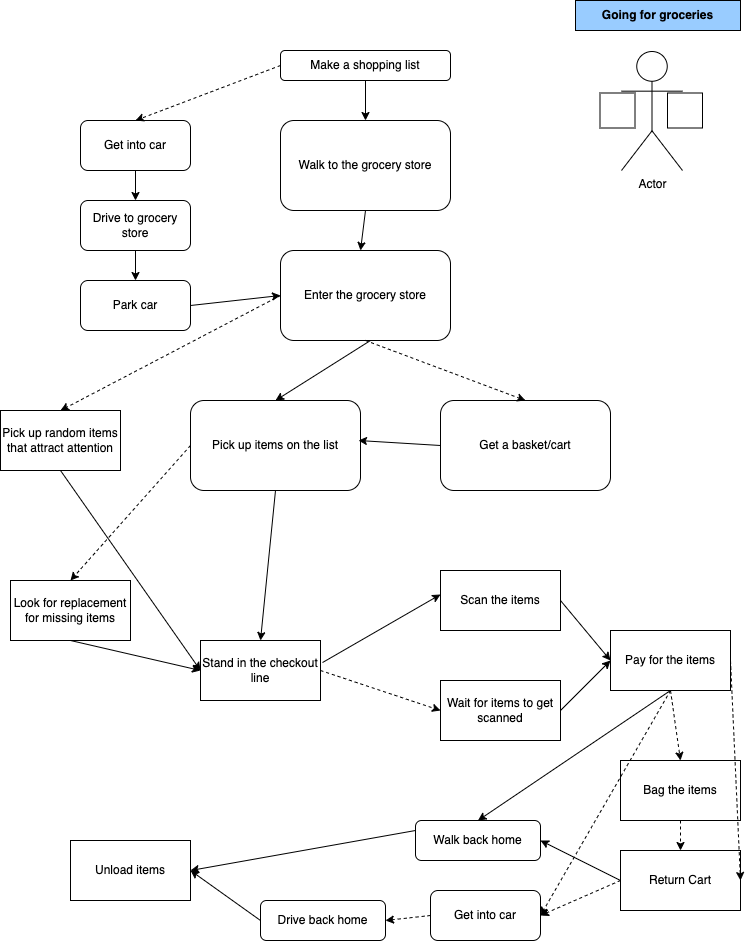 Going for groceries
Make a shopping list
Actor
Get into car
Walk to the grocery store
Drive to grocery
store
Park car
Enter the grocery store
Pick up random items
that attract attention
Pick up items on the list
Get a basket/cart
Look for replacement
for missing items
Scan the items
Stand in the checkout
line
Pay for the items
Wait for items to get
scanned
Bag the items
Walk back home
Unload items
Return Cart
Drive back home
Get into car